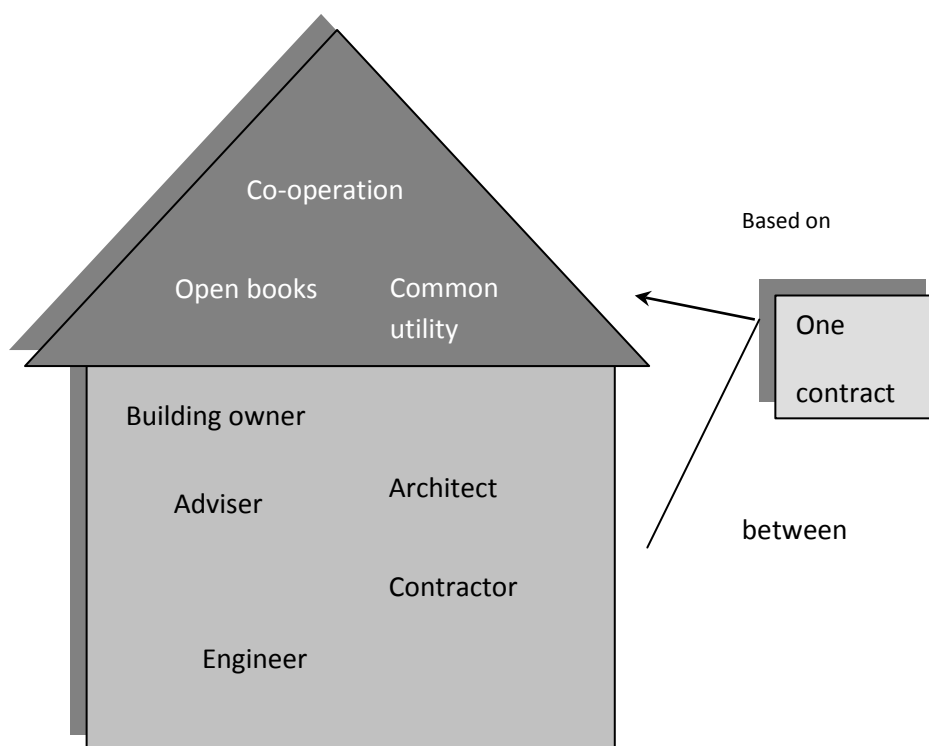 Co-operation
Based on
Open books
Common
utility
One
contract
Building owner
Adviser
Architect
between
Contractor
Engineer